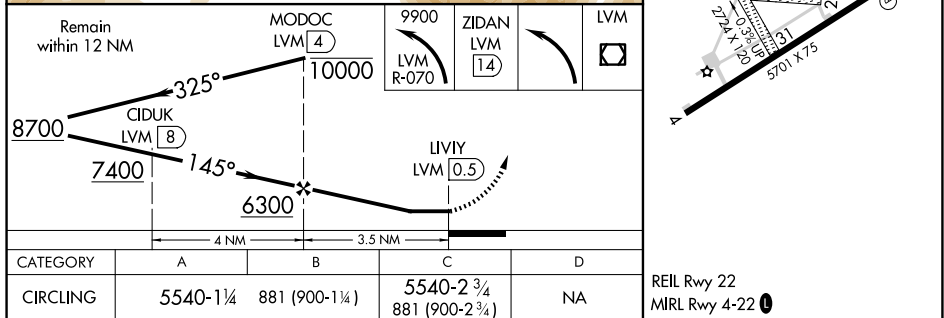 Remain
within 12 NM
MODOC
LVM 4
10000
325°
8700
CIDUK
LVM 8
7400
145°
6300
LIVIY
LVM 0.5
4 NM
3.5 NM
9900
LVM
R-070
ZIDAN
LVM
14
LVM
CATEGORY A B C D
CIRCLING 5540-1¼ 881 (900-1¼) 5540-2¾ NA
881 (900-2¾)
0.3% UP
2724 X 120
31
2
5701 X 75
4
REIL Rwy 22
MIRL Rwy 4-22 L